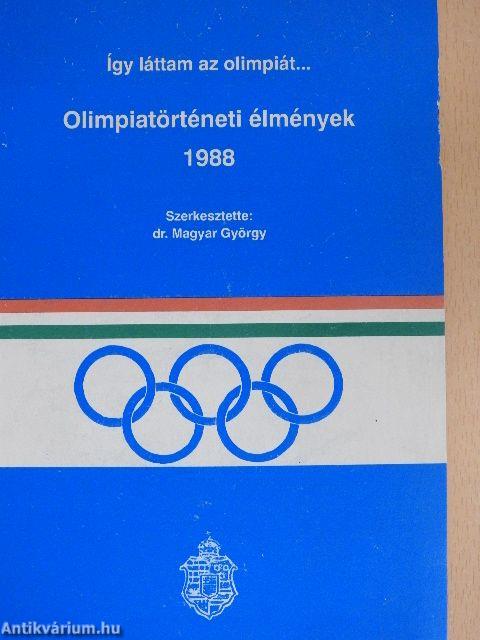 Így láttam az olimpiát...
Olimpiatörténeti élmények
1988
Szerkesztette:
dr. Magyar György
Antikvárium.hu